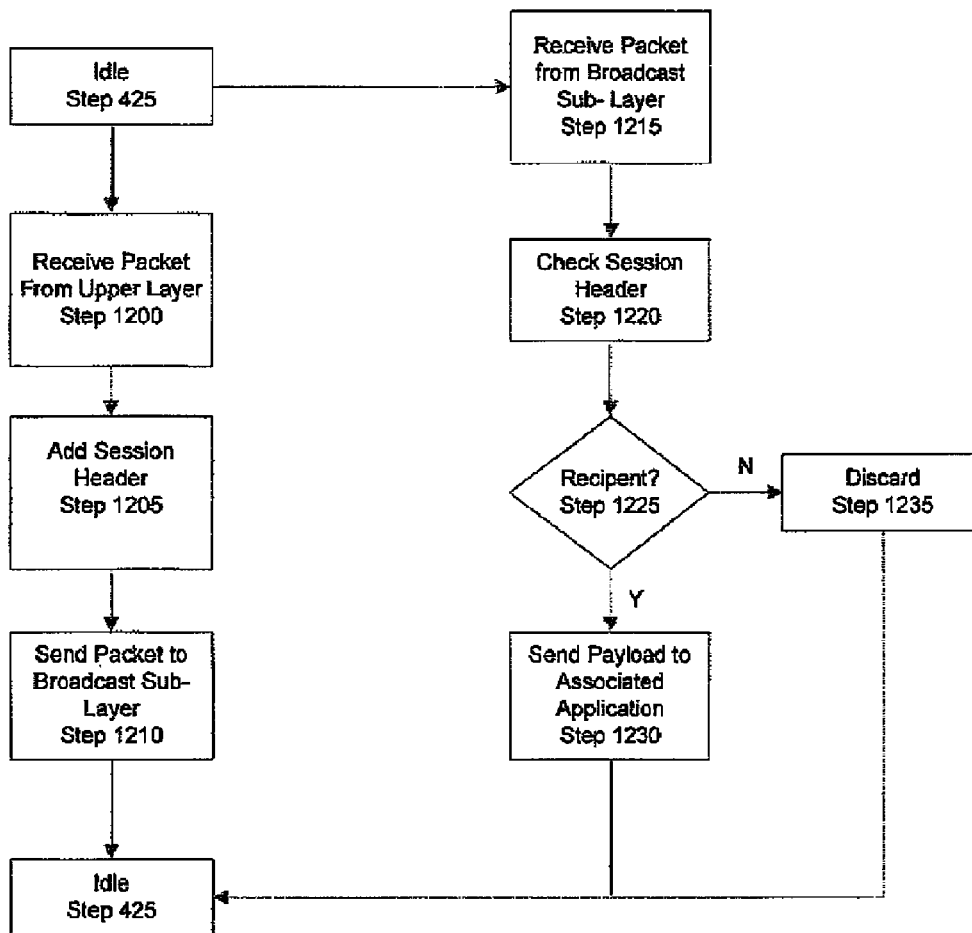 Idle
Step 425
Receive Packet
From Upper Layer
Step 1200
Add Session
Header
Step 1205
Send Packet to
Broadcast Sub-
Layer
Step 1210
Idle
Step 425
Receive Packet
from Broadcast
Sub- Layer
Step 1215
Check Session
Header
Step 1220
Recipent?
Step 1225
N
Discard
Step 1235
Y
Send Payload to
Associated
Application
Step 1230